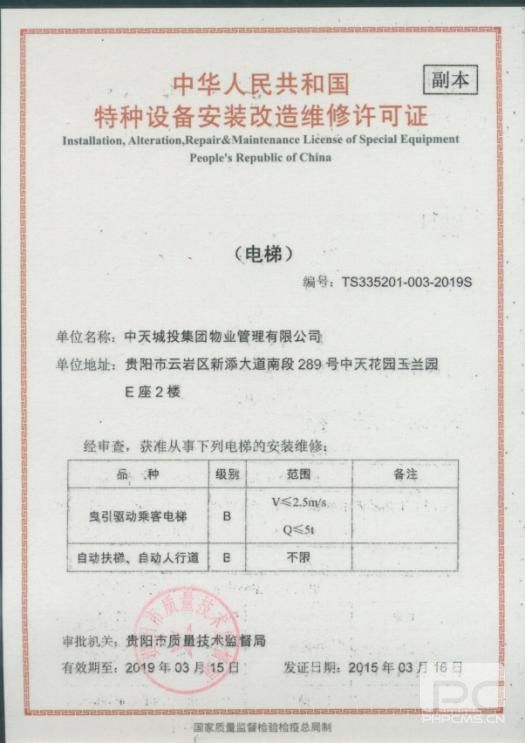 副本
中华人民共和国
特种设备安装改造维修许可证
Installation, Alteration,Repair&Maintenance License of Special Equipment
People's Republic of China
（电梯）
编号：TS335201-003-2019S
单位名称：中天城投集团物业管理有限公司
单位地址：贵阳市云岩区新添大道南段 289 号中天花园玉兰园
E 座 2 楼
经审查，获准从事下列电梯的安装维修：
品 种 级别 范围 备注
曳引驱动乘客电梯 B V≤2.5m/s
Q≤5t
自动扶梯、自动人行道 B 不限
审批机关：贵阳市质量技术监督局
有效期至：2019 年 03 月 15 日 发证日期：2015 年 03 月 16 日
国家质量监督检验检疫总局制
PHPCMS.CN